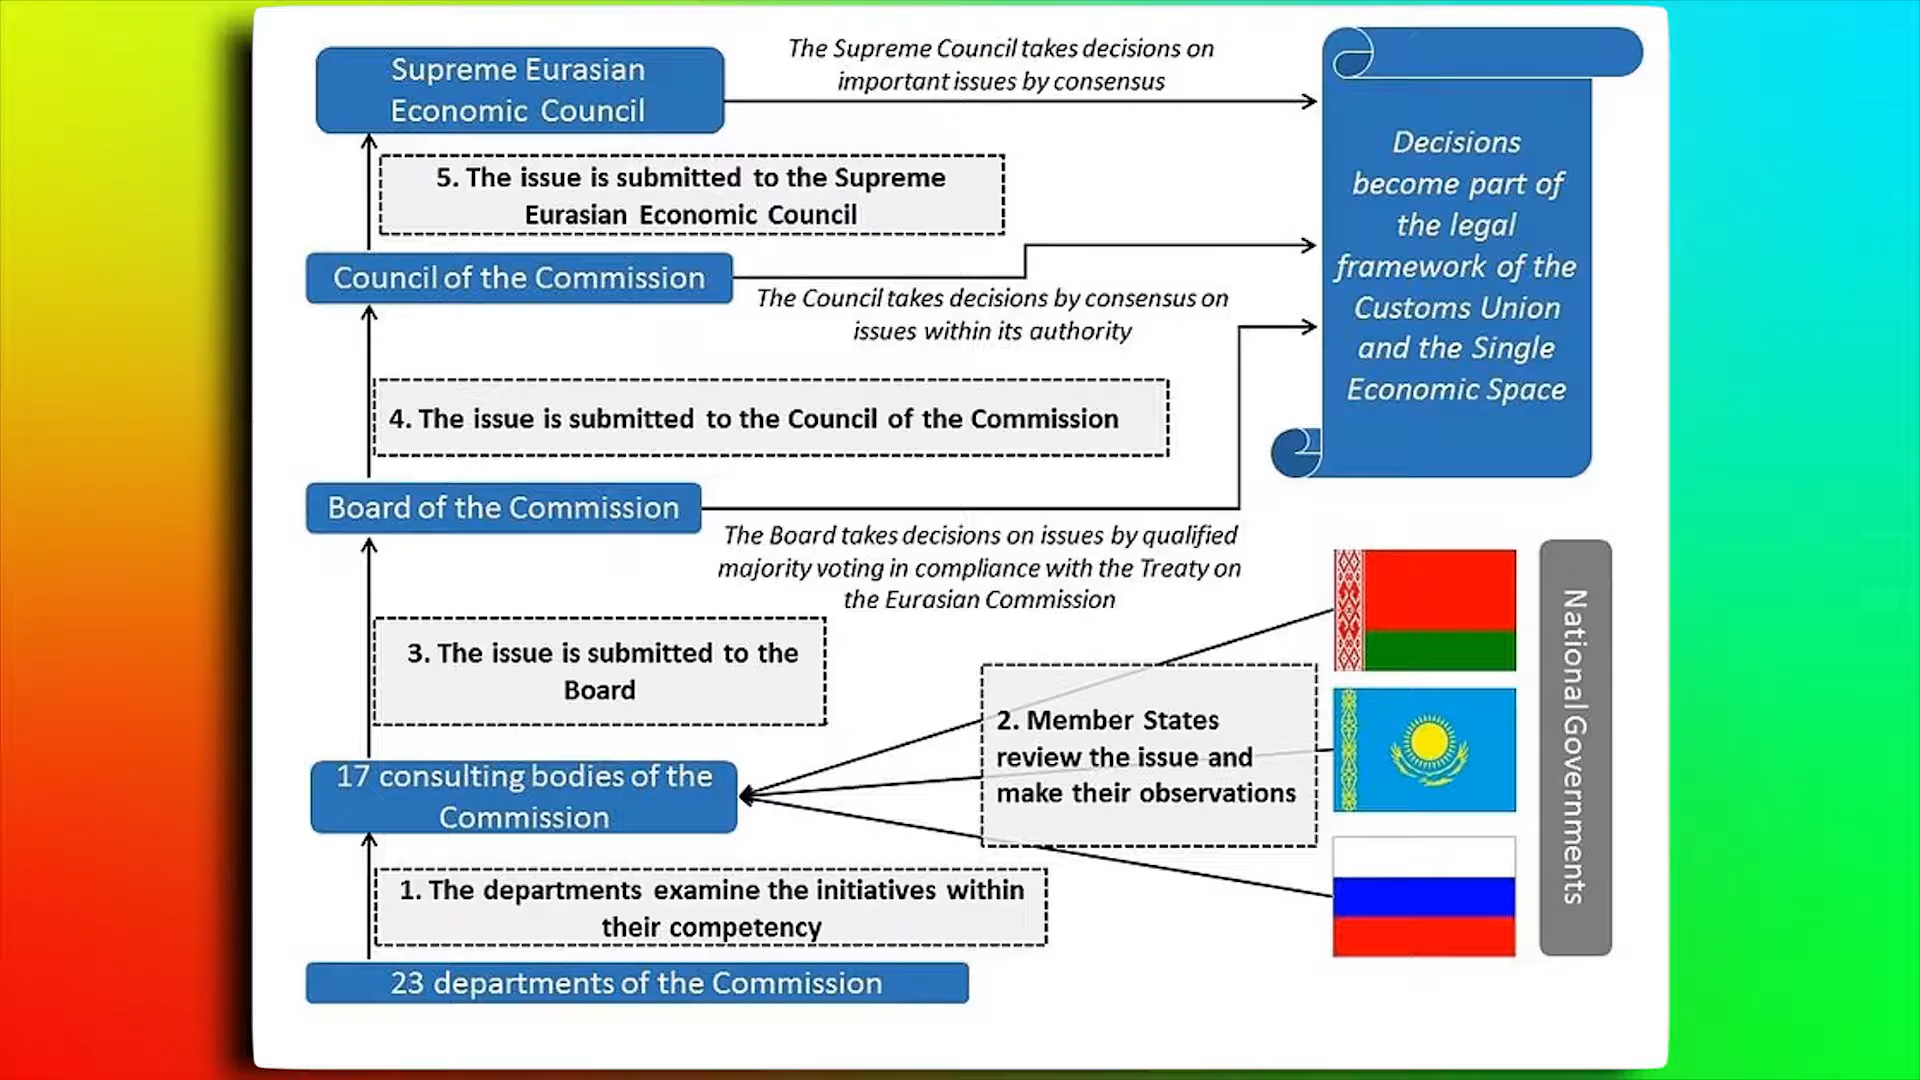 Supreme Eurasian
Economic Council
The Supreme Council takes decisions on
important issues by consensus
Decisions
become part of
the legal
framework of the
Customs Union
and the Single
Economic Space
5. The issue is submitted to the Supreme
Eurasian Economic Council
Council of the Commission
The Council takes decisions by consensus on
issues within its authority
4. The issue is submitted to the Council of the Commission
Board of the Commission
The Board takes decisions on issues by qualified
majority voting in compliance with the Treaty on
the Eurasian Commission
3. The issue is submitted to the
Board
2. Member States
review the issue and
make their observations
National Governments
17 consulting bodies of the
Commission
1. The departments examine the initiatives within
their competency
23 departments of the Commission